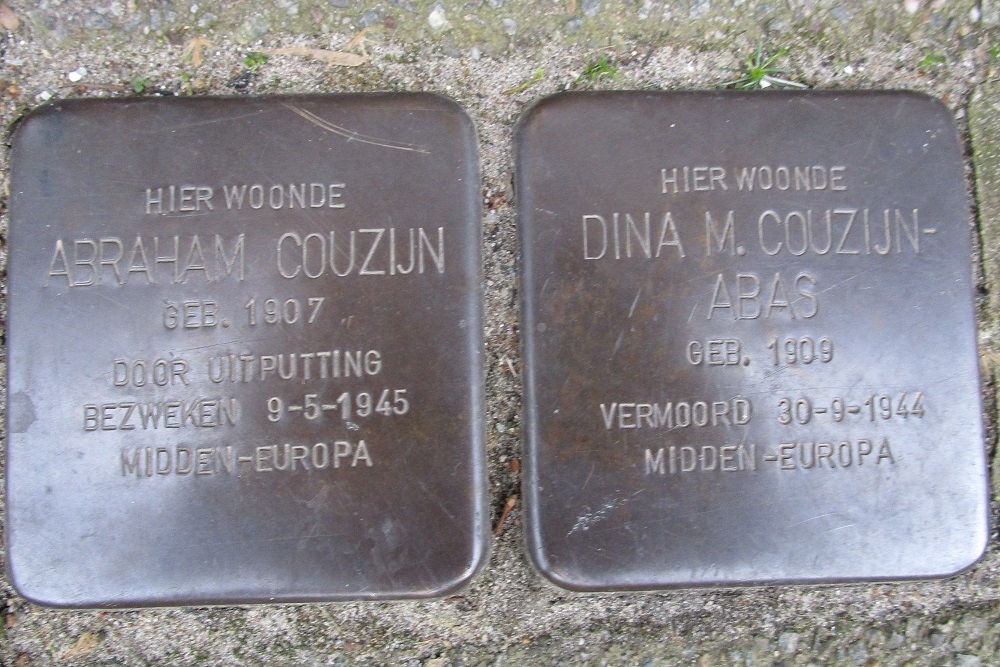 HIER WOONDE
ABRAHAM COUZIJN
GEB. 1907
DOOR UITPUTTING
BEZWEKEN 9-5-1945
MIDDEN-EUROPA
HIER WOONDE
DINA M. COUZIJN-
ABAS
GEB. 1909
VERMOORD 30-9-1944
MIDDEN-EUROPA